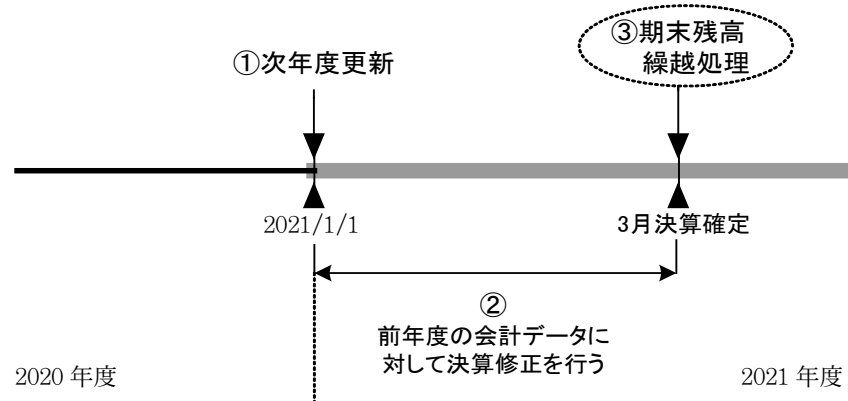 ③期末残高
繰越処理
①次年度更新
2021/1/1
3月決算確定
②
前年度の会計データに
対して決算修正を行う
2020 年度
2021 年度